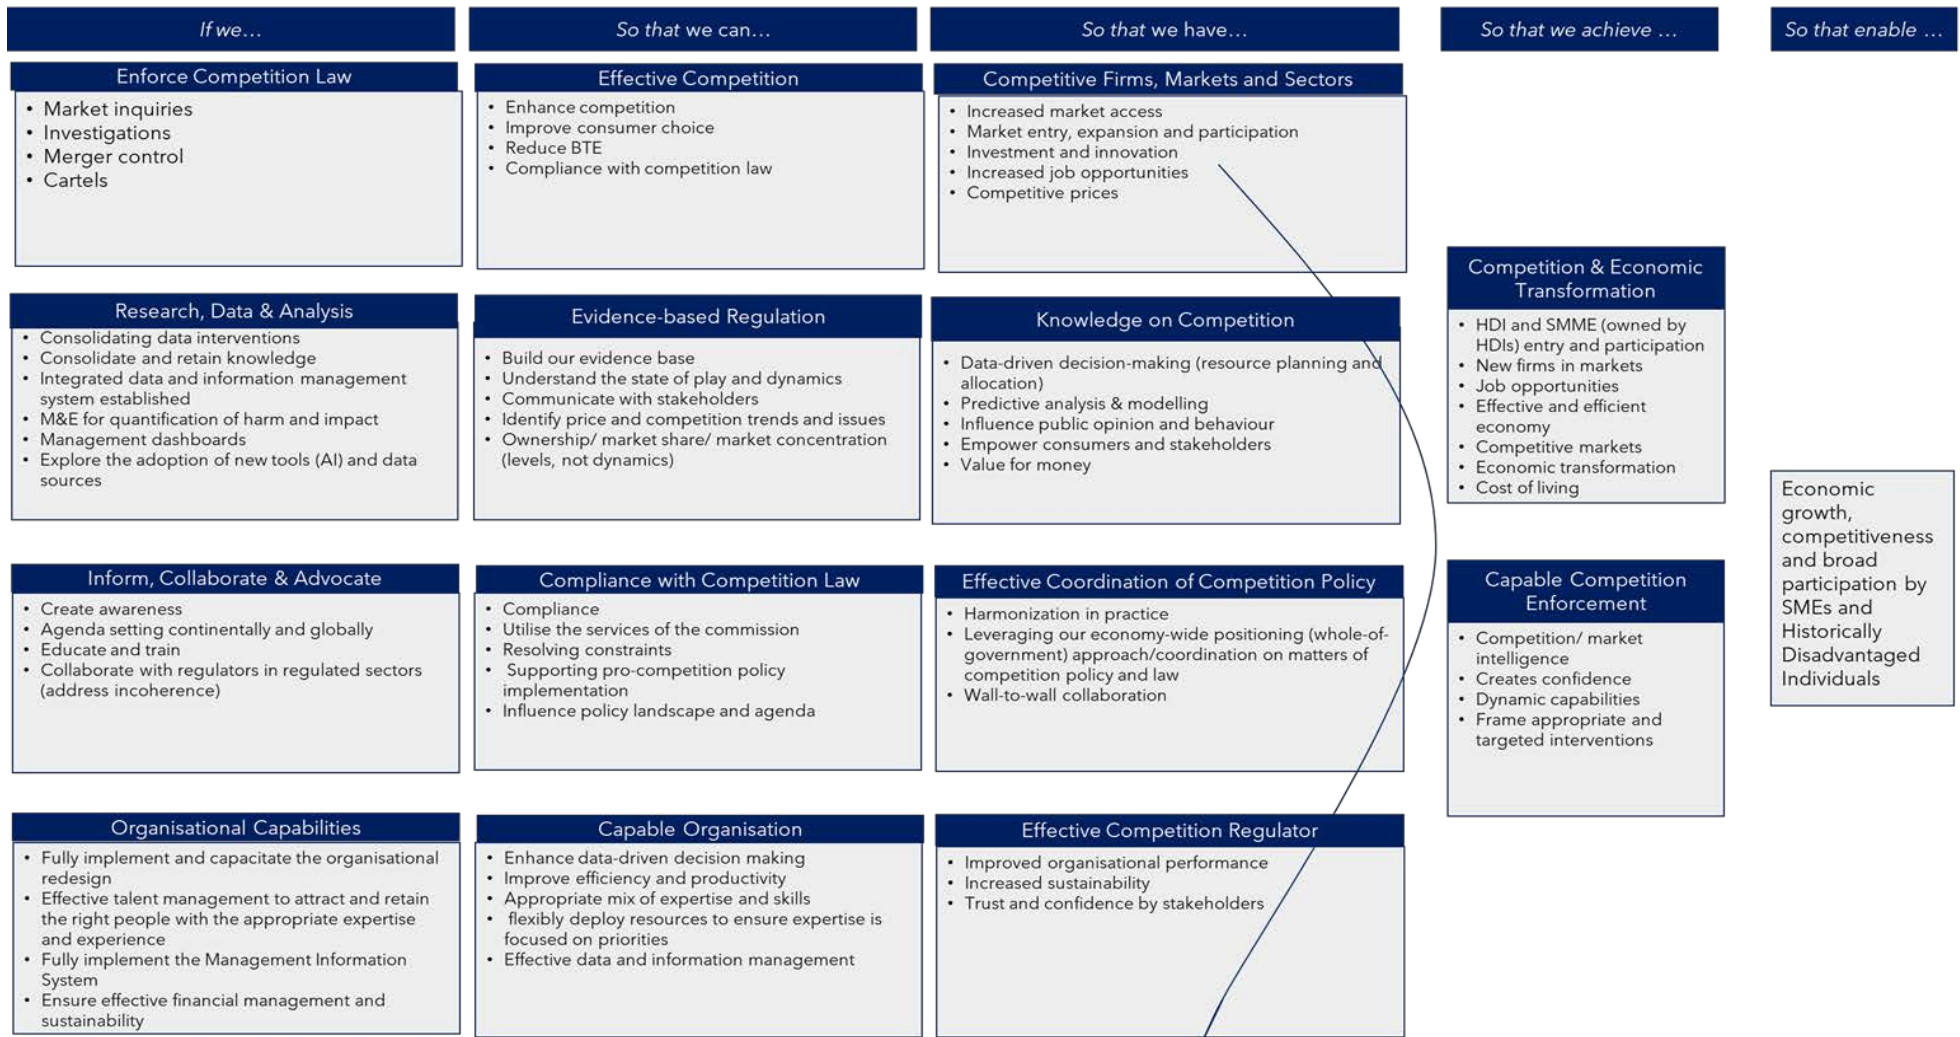 If we…
So that we can…
So that we have…
So that we achieve …
So that enable …
Enforce Competition Law
• Market inquiries
• Investigations
• Merger control
• Cartels
Effective Competition
• Enhance competition
• Improve consumer choice
• Reduce BTE
• Compliance with competition law
Competitive Firms, Markets and Sectors
• Increased market access
• Market entry, expansion and participation
• Investment and innovation
• Increased job opportunities
• Competitive prices
Research, Data & Analysis
• Consolidating data interventions
• Consolidate and retain knowledge
• Integrated data and information management
system established
• M&E for quantification of harm and impact
• Management dashboards
• Explore the adoption of new tools (AI) and data
sources
Evidence-based Regulation
• Build our evidence base
• Understand the state of play and dynamics
• Communicate with stakeholders
• Identify price and competition trends and issues
• Ownership/ market share/ market concentration
(levels, not dynamics)
Knowledge on Competition
• Data-driven decision-making (resource planning and
allocation)
• Predictive analysis & modelling
• Influence public opinion and behaviour
• Empower consumers and stakeholders
• Value for money
Inform, Collaborate & Advocate
• Create awareness
• Agenda setting continentally and globally
• Educate and train
• Collaborate with regulators in regulated sectors
(address incoherence)
Compliance with Competition Law
• Compliance
• Utilise the services of the commission
• Resolving constraints
• Supporting pro-competition policy
implementation
• Influence policy landscape and agenda
Effective Coordination of Competition Policy
• Harmonization in practice
• Leveraging our economy-wide positioning (whole-of-
government) approach/coordination on matters of
competition policy and law
• Wall-to-wall collaboration
Organisational Capabilities
• Fully implement and capacitate the organisational
redesign
• Effective talent management to attract and retain
the right people with the appropriate expertise
and experience
• Fully implement the Management Information
System
• Ensure effective financial management and
sustainability
Capable Organisation
• Enhance data-driven decision making
• Improve efficiency and productivity
• Appropriate mix of expertise and skills
• flexibly deploy resources to ensure expertise is
focused on priorities
• Effective data and information management
Effective Competition Regulator
• Improved organisational performance
• Increased sustainability
• Trust and confidence by stakeholders
Competition & Economic
Transformation
• HDI and SMME (owned by
HDIs) entry and participation
• New firms in markets
• Job opportunities
• Effective and efficient
economy
• Competitive markets
• Economic transformation
• Cost of living
Capable Competition
Enforcement
• Competition/ market
intelligence
• Creates confidence
• Dynamic capabilities
• Frame appropriate and
targeted interventions
Economic
growth,
competitiveness
and broad
participation by
SMEs and
Historically
Disadvantaged
Individuals